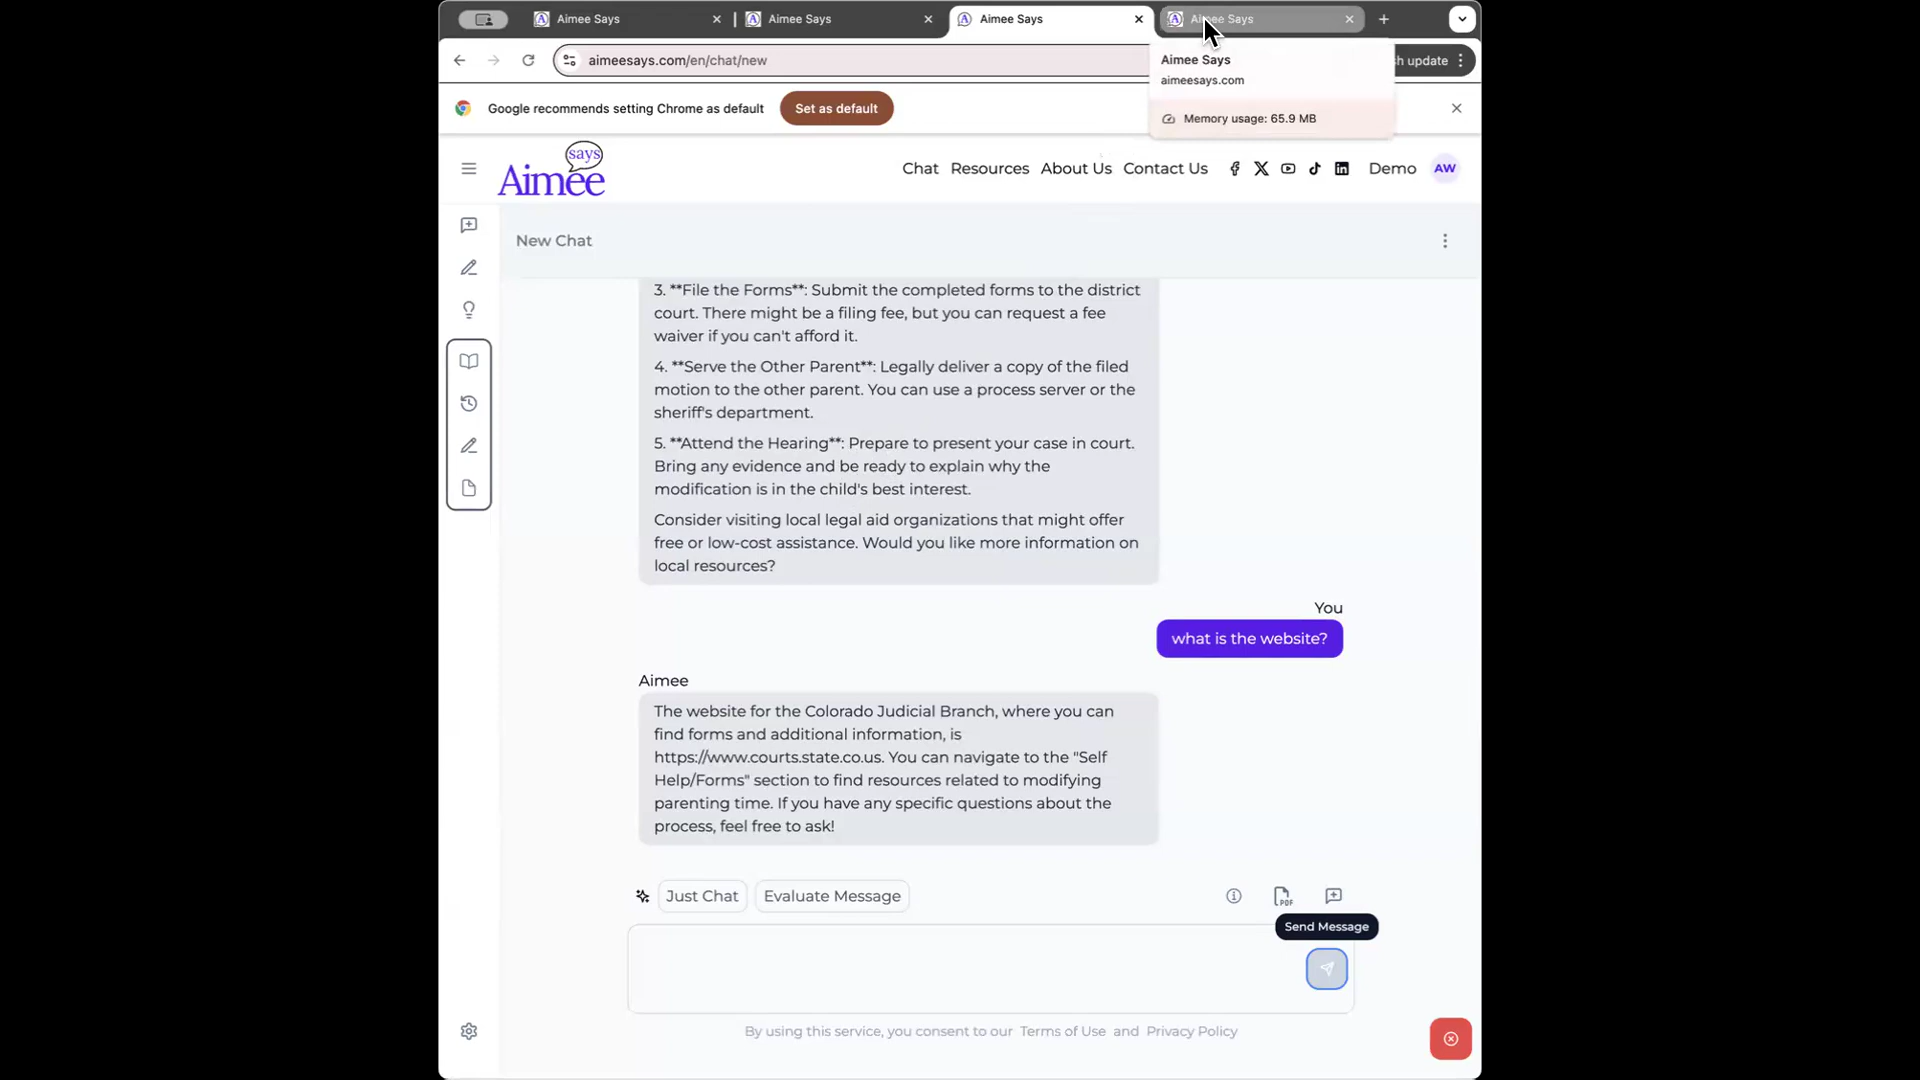 Aimee Says
Aimee Says
Aimee Says
Aimee Says
aimeesays.com/en/chat/new
Aimee Says
aimeesays.com
Memory usage: 65.9 MB
h update
Google recommends setting Chrome as default
Set as default
says
Aimee
Chat
Resources
About Us
Contact Us
Demo
AW
New Chat
3. **File the Forms**: Submit the completed forms to the district
court. There might be a filing fee, but you can request a fee
waiver if you can't afford it.
4. **Serve the Other Parent**: Legally deliver a copy of the filed
motion to the other parent. You can use a process server or the
sheriff's department.
5. **Attend the Hearing**: Prepare to present your case in court.
Bring any evidence and be ready to explain why the
modification is in the child's best interest.
Consider visiting local legal aid organizations that might offer
free or low-cost assistance. Would you like more information on
local resources?
You
what is the website?
Aimee
The website for the Colorado Judicial Branch, where you can
find forms and additional information, is
https://www.courts.state.co.us. You can navigate to the "Self
Help/Forms" section to find resources related to modifying
parenting time. If you have any specific questions about the
process, feel free to ask!
Just Chat
Evaluate Message
PDF
Send Message
By using this service, you consent to our Terms of Use and Privacy Policy